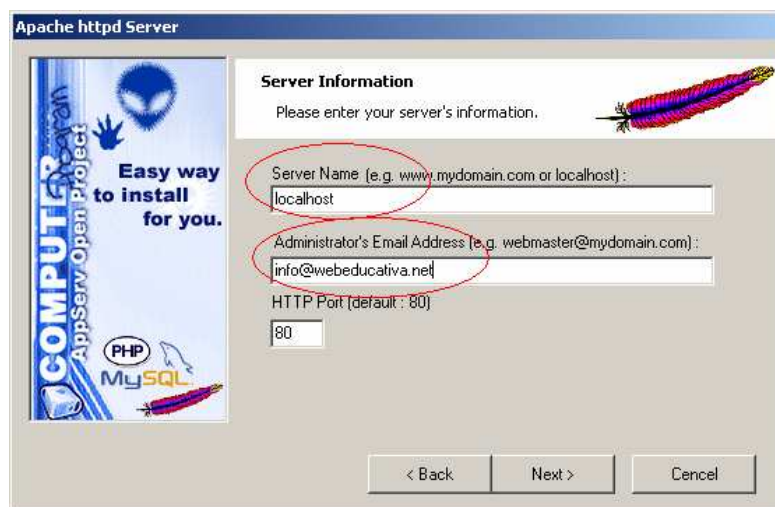 Apache httpd Server
Server Information
Please enter your server's information.
COMPUTER
Program
AppServ Open Project
Easy way
to install
for you.
PHP
MySQL
Server Name (e.g. www.mydomain.com or localhost) :
localhost
Administrator's Email Address (e.g. webmaster@mydomain.com) :
info@webeducativa.net
HTTP Port (default : 80)
80
< Back
Next >
Cencel